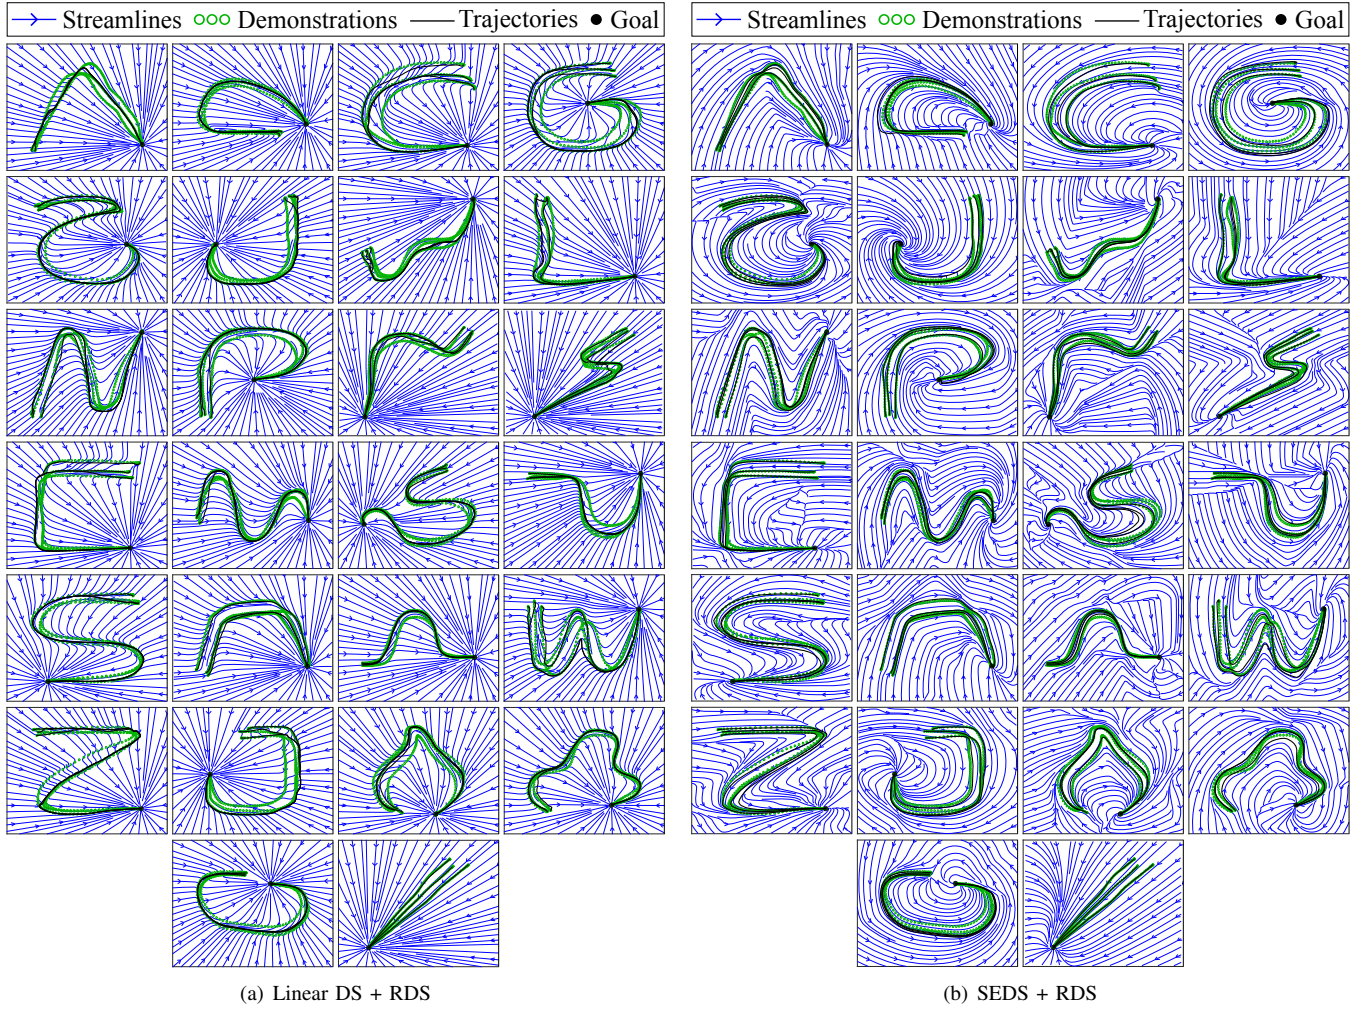 Streamlines Demonstrations Trajectories Goal
Streamlines Demonstrations Trajectories Goal
(a) Linear DS + RDS
(b) SEDS + RDS